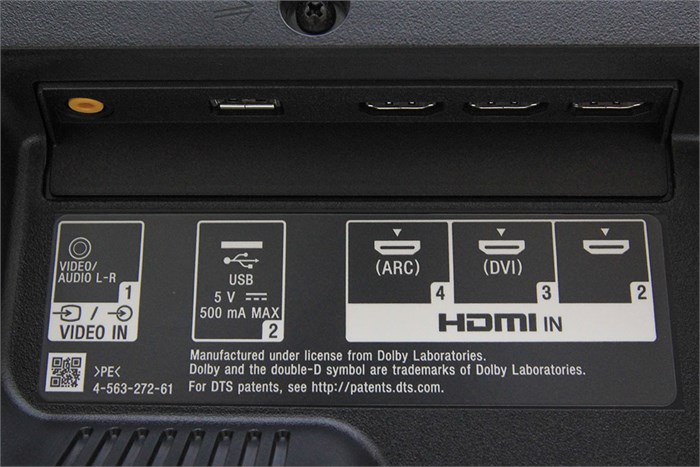 VIDEO/
AUDIO L-R
1
/
VIDEO IN
USB
5 V
500 mA MAX
2
(ARC)
4
(DVI)
3
2
HDMI IN
>PE<
4-563-272-61
Manufactured under license from Dolby Laboratories.
Dolby and the double-D symbol are trademarks of Dolby Laboratories.
For DTS patents, see http://patents.dts.com.